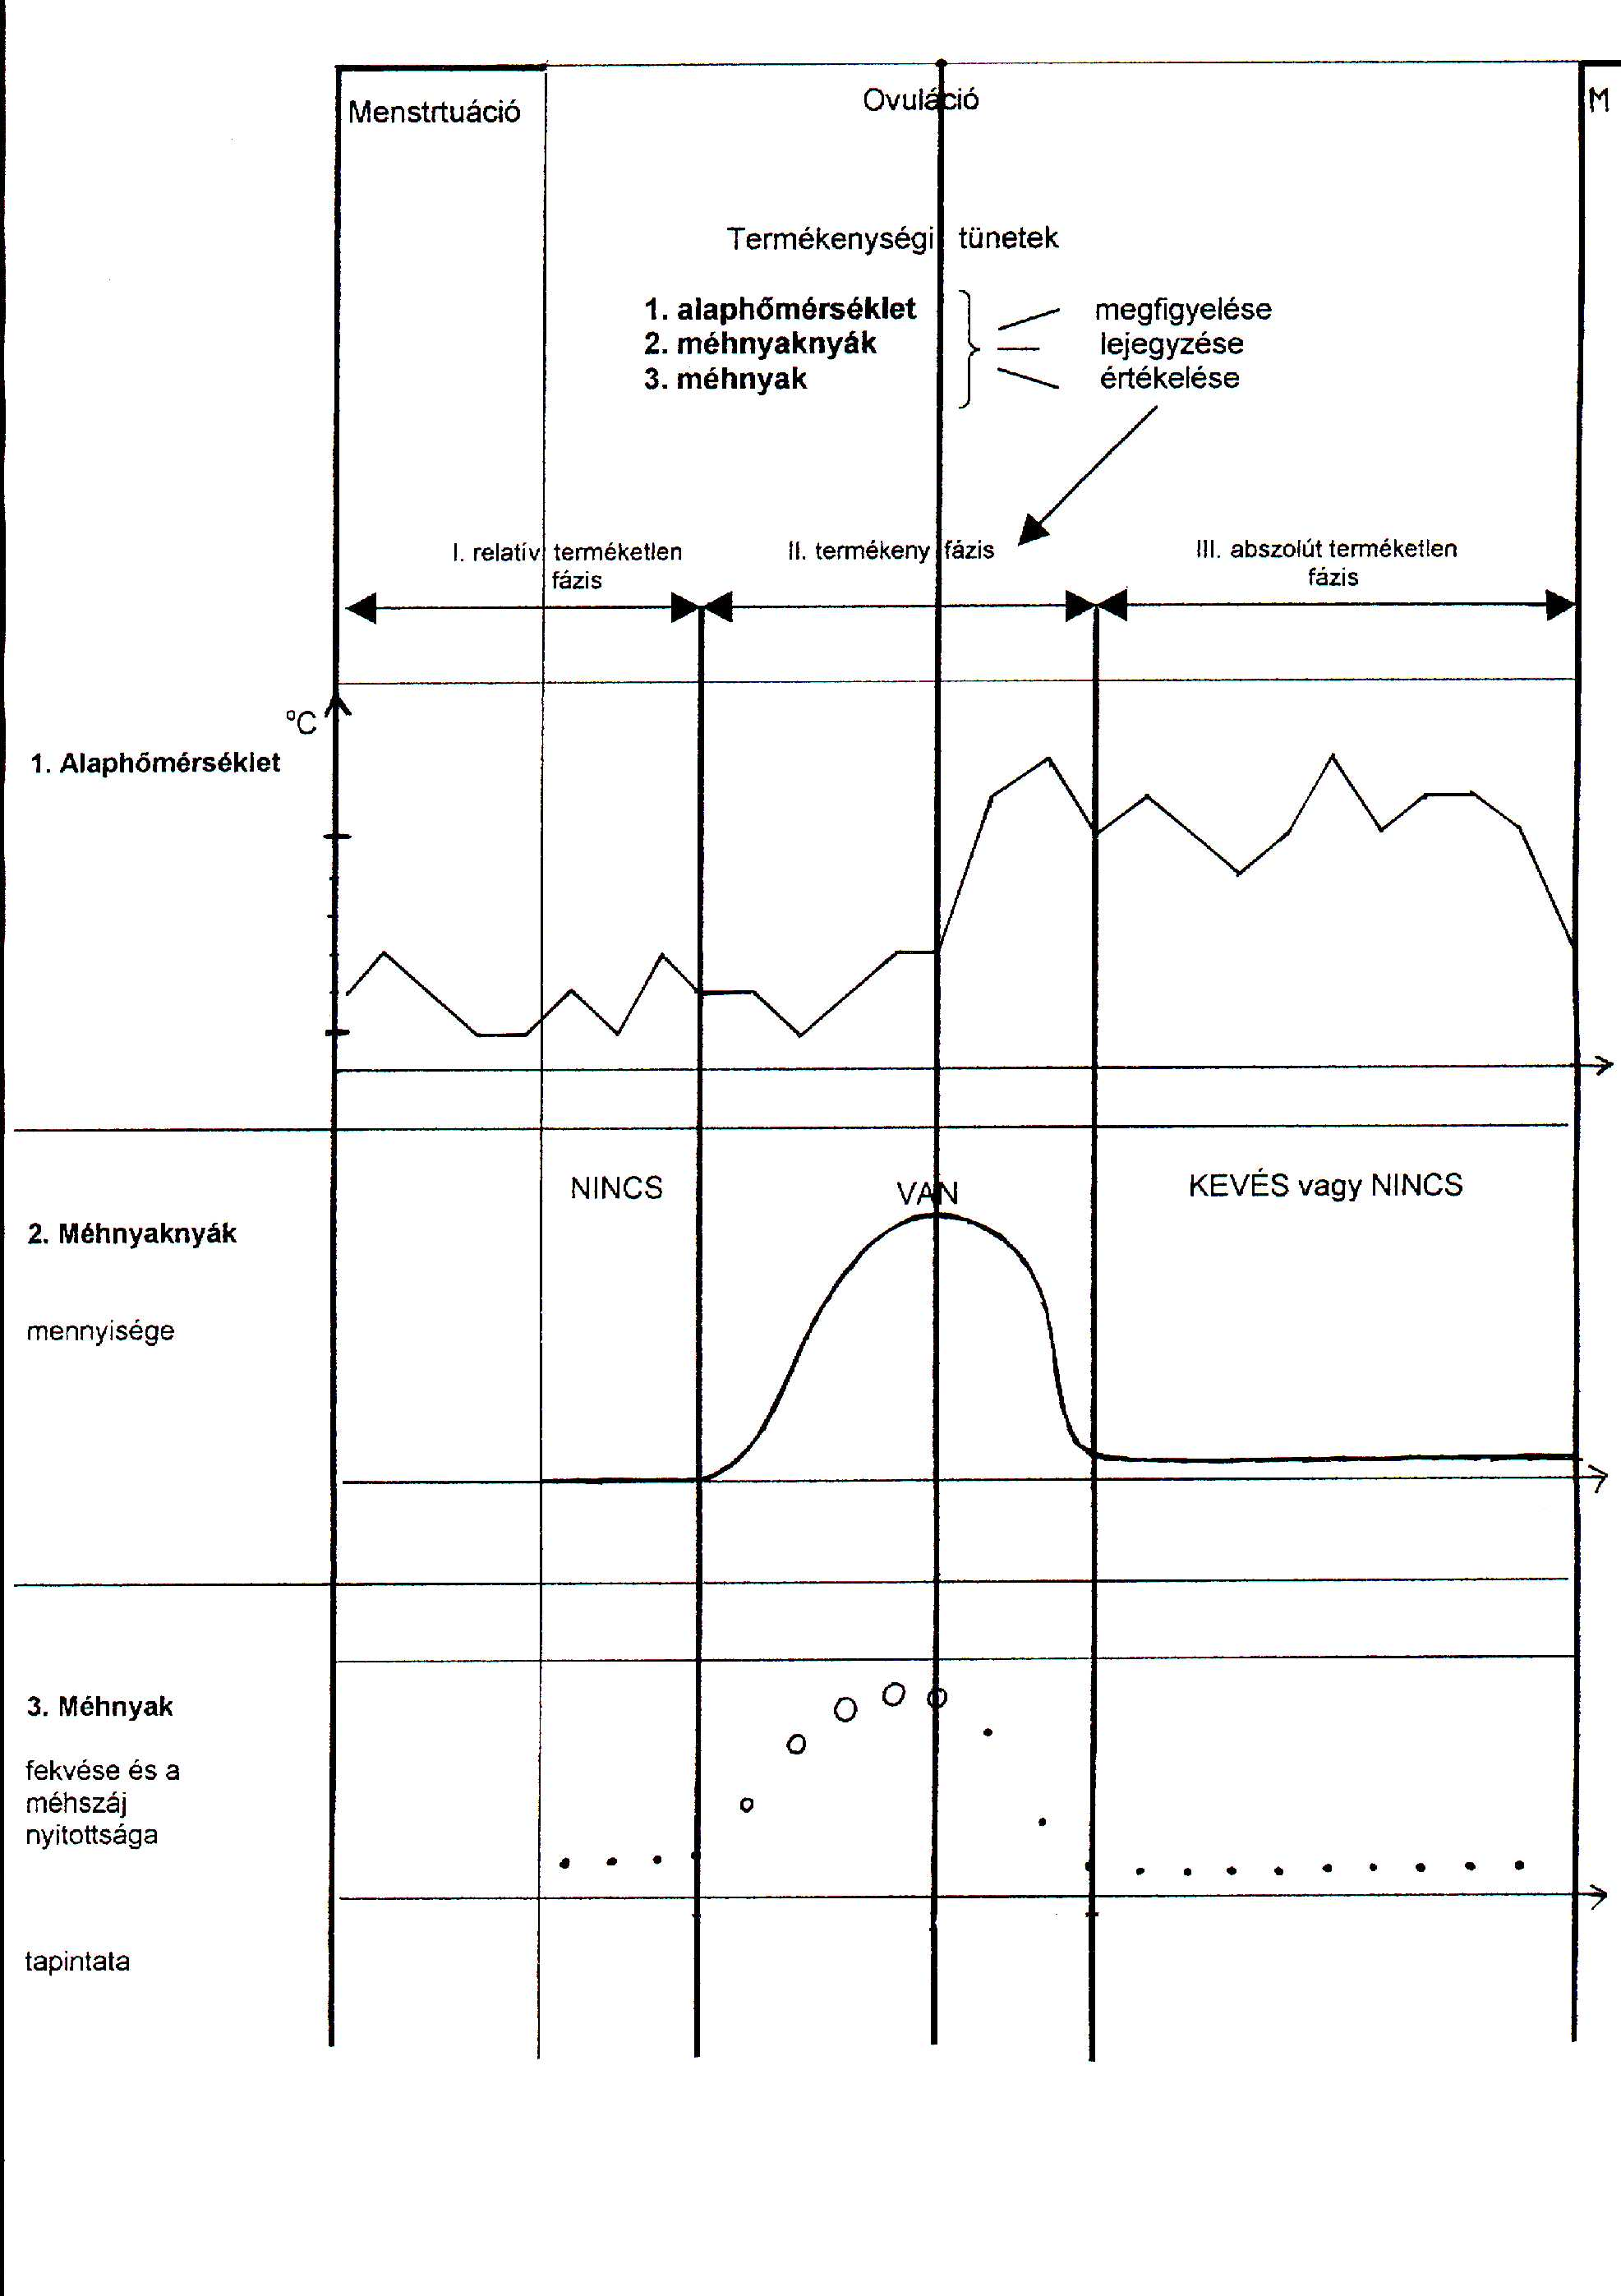 Menstrtuáció
Ovuláció
M
Termékenységi tünetek
1. alaphőmérséklet
2. méhnyaknyák
3. méhnyak
megfigyelése
lejegyzése
értékelése
I. relatív terméketlen
fázis
II. termékeny fázis
III. abszolút terméketlen
fázis
°C
1. Alaphőmérséklet
NINCS
VAN
KEVÉS vagy NINCS
2. Méhnyaknyák
mennyisége
3. Méhnyak
fekvése és a
méhszáj
nyitottsága
tapintata